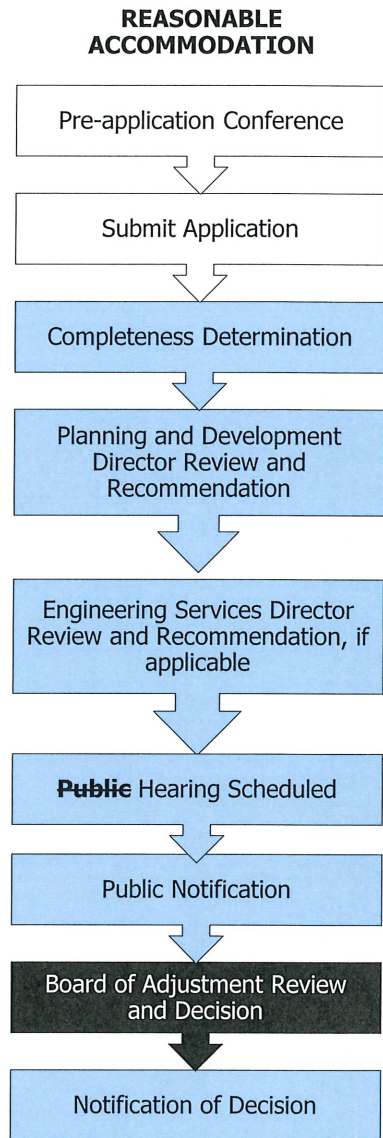 REASONABLE
ACCOMMODATION
Pre-application Conference
Submit Application
Completeness Determination
Planning and Development
Director Review and
Recommendation
Engineering Services Director
Review and Recommendation, if
applicable
Public Hearing Scheduled
Public Notification
Board of Adjustment Review
and Decision
Notification of Decision